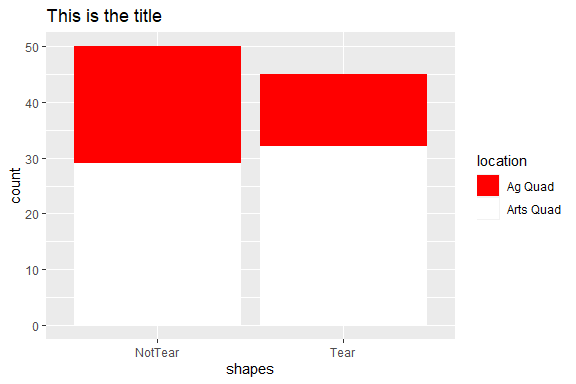 This is the title
count
50
40
30
20
10
0
NotTear
Tear
shapes
location
Ag Quad
Arts Quad